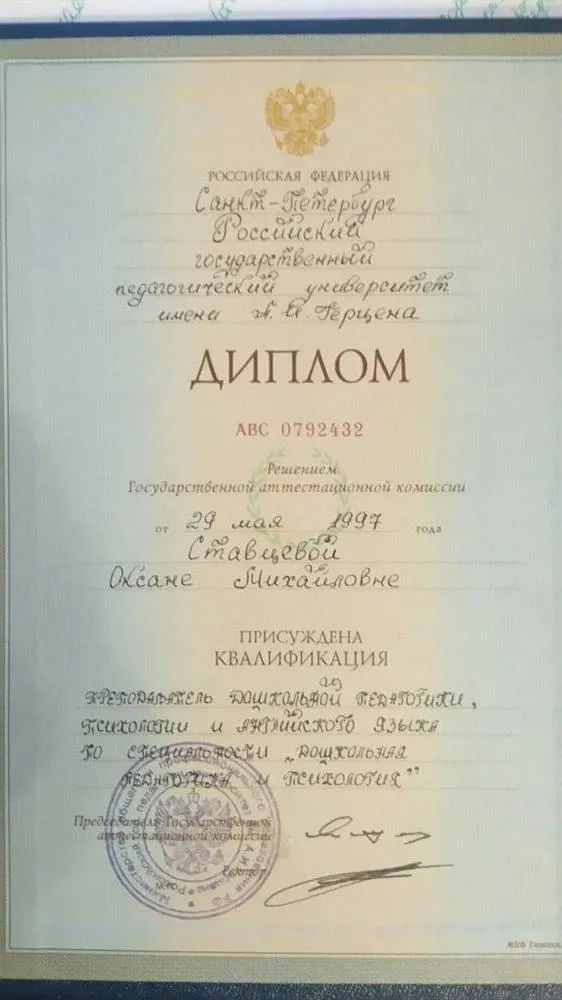 РОССИЙСКАЯ ФЕДЕРАЦИЯ
Санкт-Петербург
Российский
государственный
педагогический университет
имени А. И. Герцена
ДИПЛОМ
АВС 0792432
Решением
Государственной аттестационной комиссии
от 29 мая 1997 года
Ставцевой
Оксане Михайловне
ПРИСУЖДЕНА
КВАЛИФИКАЦИЯ
ПРЕПОДАВАТЕЛЬ ДОШКОЛЬНОЙ ПЕДАГОГИКИ,
ПСИХОЛОГИИ И АНГЛИЙСКОГО ЯЗЫКА
ПО СПЕЦИАЛЬНОСТИ „ДОШКОЛЬНАЯ
ПЕДАГОГИКА И ПСИХОЛОГИЯ"
Председатель Государственной
аттестационной комиссии
Ректор